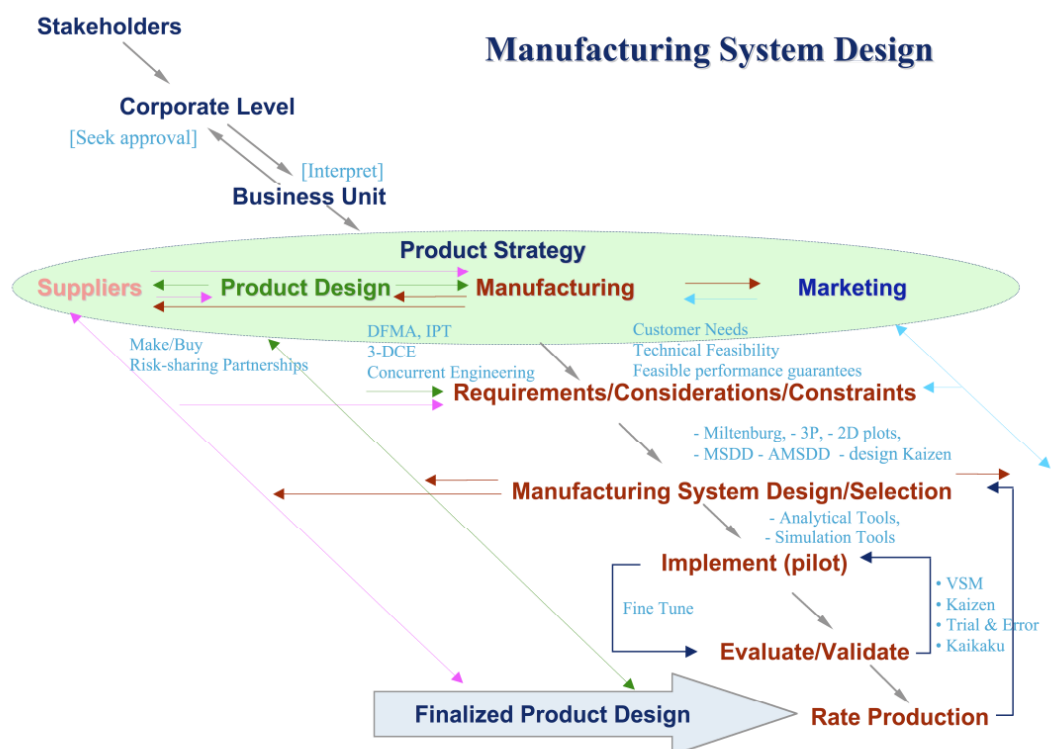 Stakeholders
Manufacturing System Design
Corporate Level
[Seek approval]
[Interpret]
Business Unit
Product Strategy
Suppliers
Product Design
Manufacturing
Marketing
Make/Buy
Risk-sharing Partnerships
DFMA, IPT
3-DCE
Concurrent Engineering
Customer Needs
Technical Feasibility
Feasible performance guarantees
Requirements/Considerations/Constraints
- Miltenburg, - 3P, - 2D plots,
- MSDD - AMSDD - design Kaizen
Manufacturing System Design/Selection
- Analytical Tools,
- Simulation Tools
Implement (pilot)
Fine Tune
• VSM
• Kaizen
• Trial & Error
• Kaikaku
Evaluate/Validate
Finalized Product Design
Rate Production